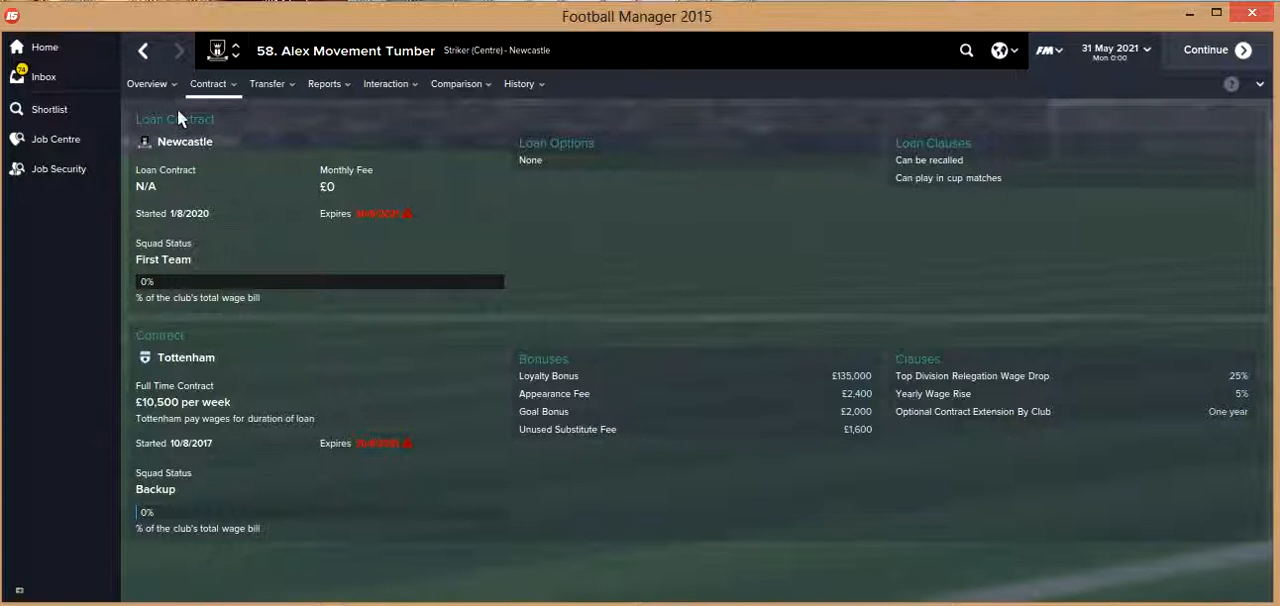 15
Football Manager 2015
Home
74
Inbox
Shortlist
Job Centre
Job Security
58. Alex Movement Tumber Striker (Centre) - Newcastle
FM
31 May 2021
Mon 0:00
Continue
Overview Contract Transfer Reports Interaction Comparison History
?
Loan Contract
Newcastle
Loan Contract
N/A
Monthly Fee
£0
Started 1/8/2020
Expires
Squad Status
First Team
0%
% of the club's total wage bill
Loan Options
None
Loan Clauses
Can be recalled
Can play in cup matches
Contract
Tottenham
Full Time Contract
£10,500 per week
Tottenham pay wages for duration of loan
Started 10/8/2017
Expires
Squad Status
Backup
0%
% of the club's total wage bill
Bonuses
Loyalty Bonus £135,000
Appearance Fee £2,400
Goal Bonus £2,000
Unused Substitute Fee £1,600
Clauses
Top Division Relegation Wage Drop 25%
Yearly Wage Rise 5%
Optional Contract Extension By Club One year